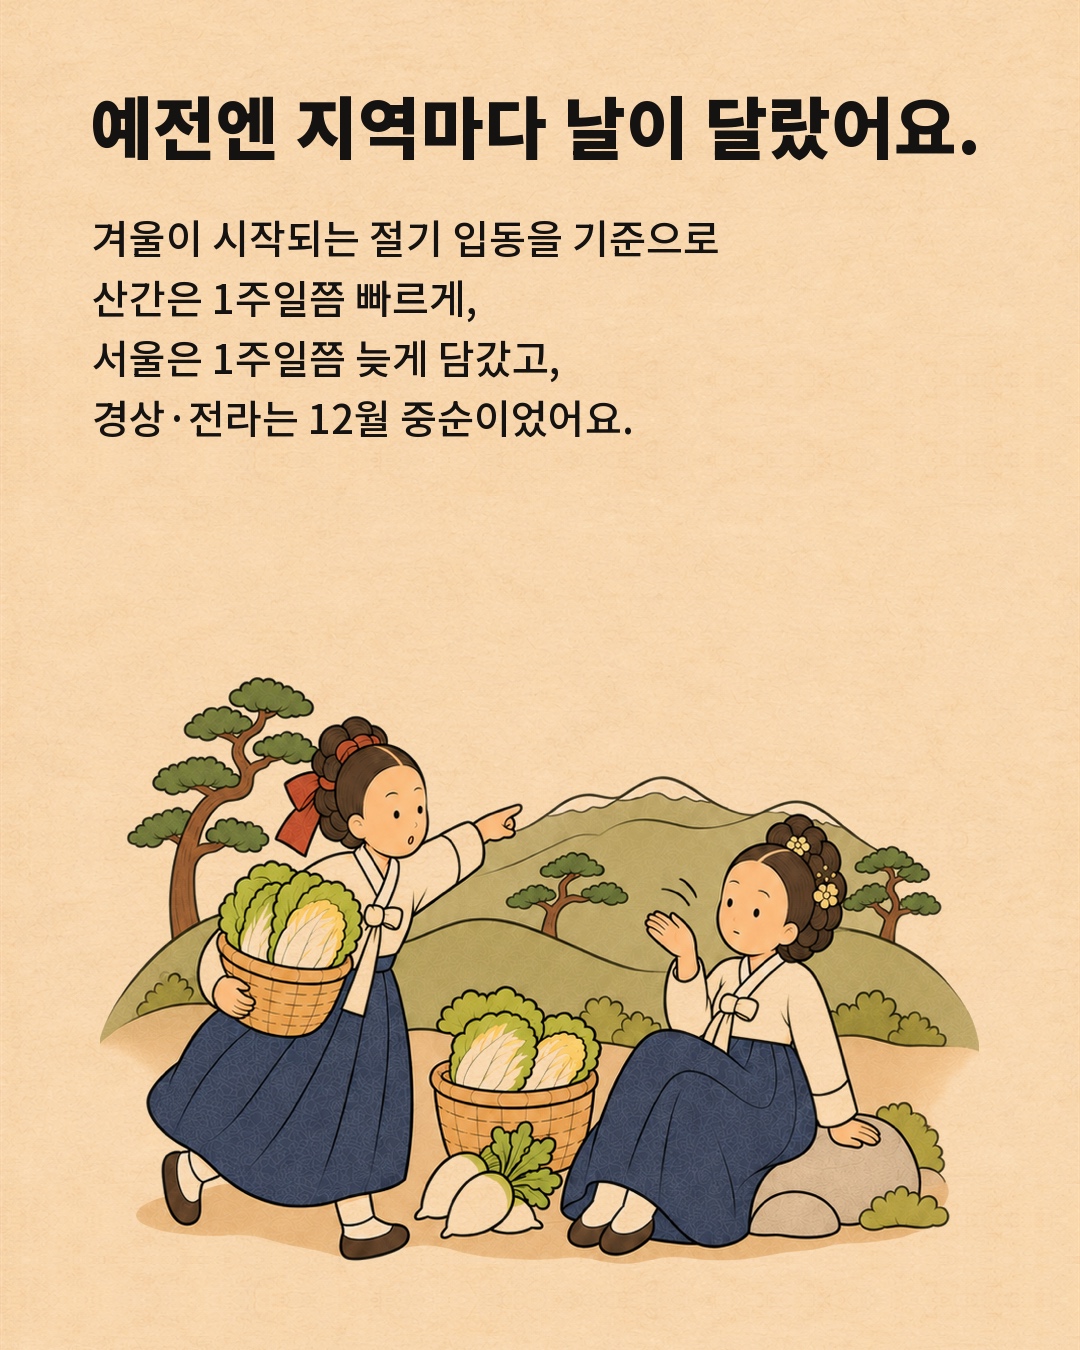 예전엔 지역마다 날이 달랐어요.
겨울이 시작되는 절기 입동을 기준으로
산간은 1주일쯤 빠르게,
서울은 1주일쯤 늦게 담갔고,
경상·전라는 12월 중순이었어요.